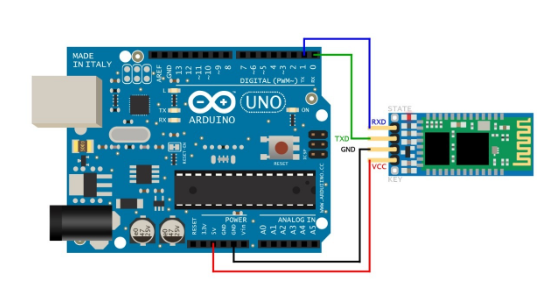 MADE
IN ITALY
AREF
GND
13
12
~11
~10
~9
8
7
~6
~5
4
~3
2
1
0
TX
RX
DIGITAL (PWM~)
L
TX
RX
UNO
ARDUINO
ON
RESET
ICSP
WWW.ARDUINO.CC
POWER
ANALOG IN
RESET
5V
GND
GND
Vin
A0
A1
A2
A3
A4
A5
STATE
RXD
TXD
GND
VCC
KEY